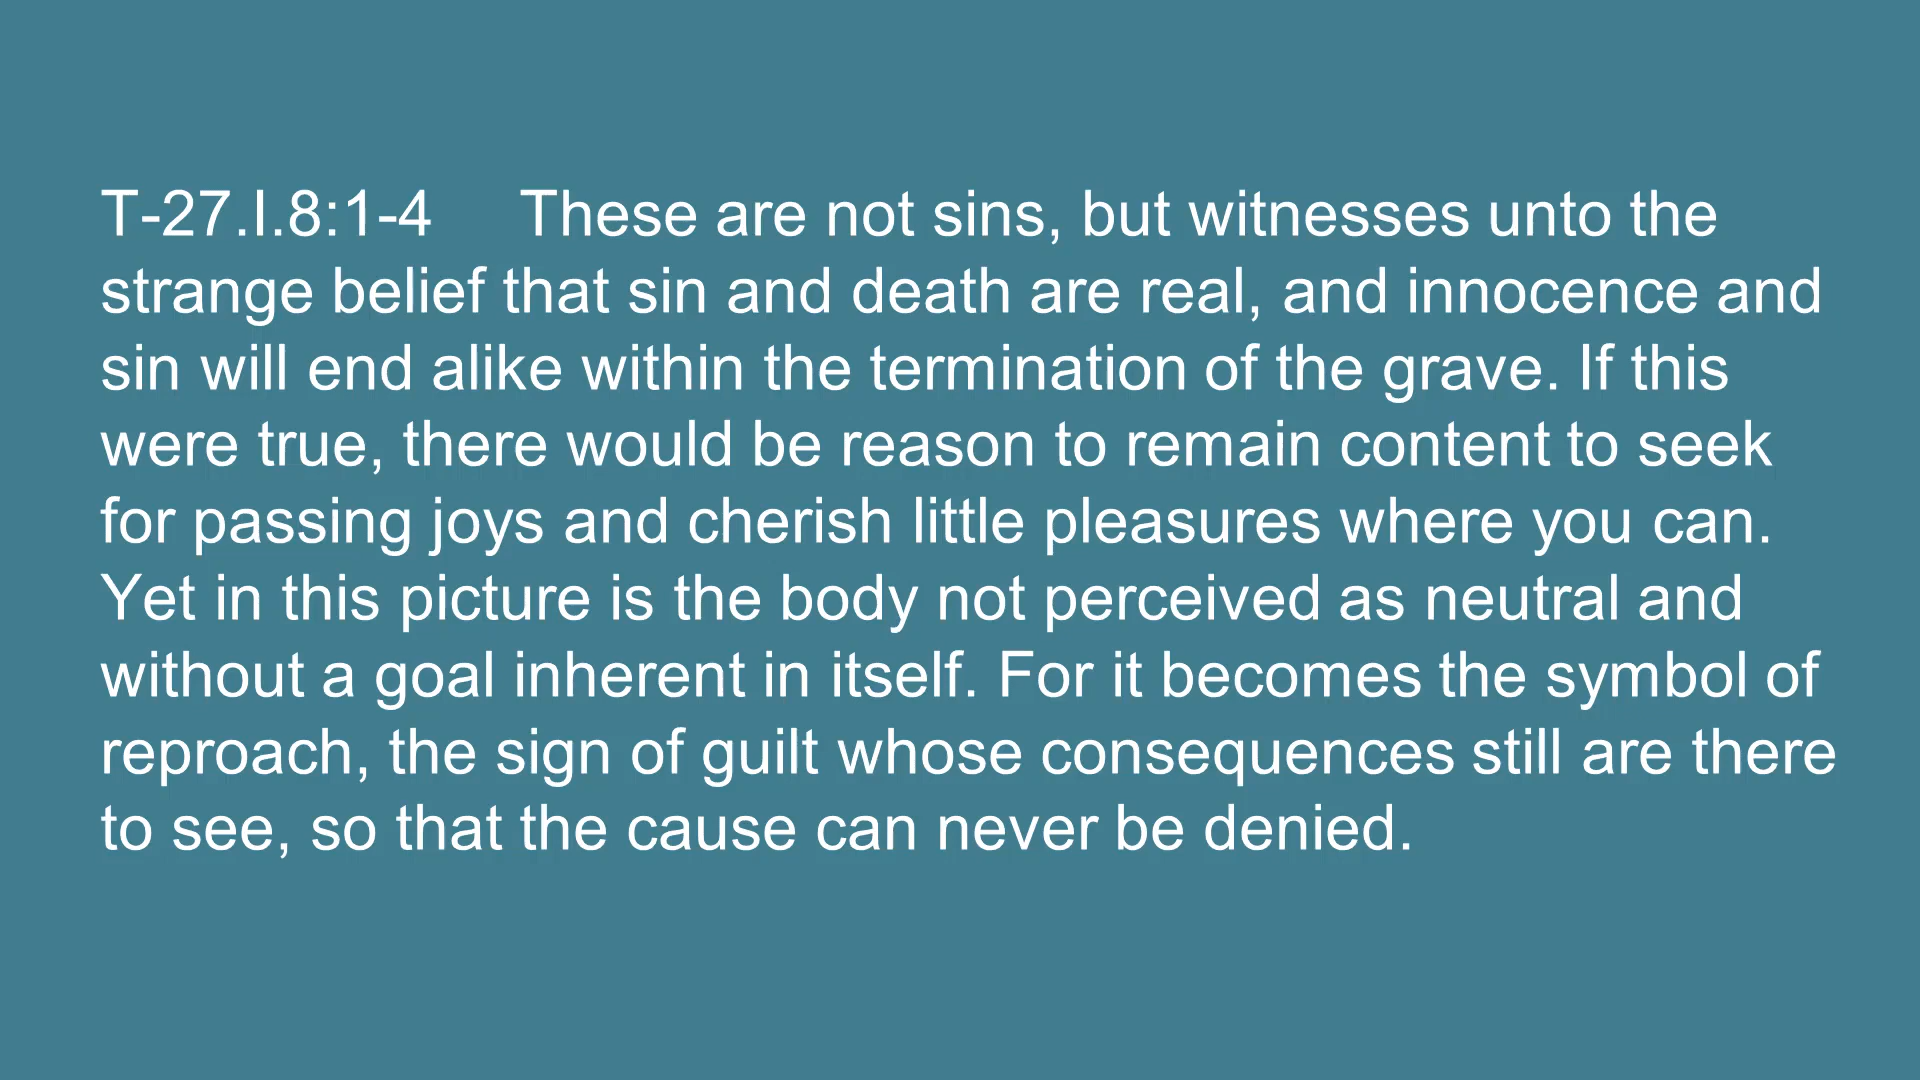 T-27.I.8:1-4 These are not sins, but witnesses unto the
strange belief that sin and death are real, and innocence and
sin will end alike within the termination of the grave. If this
were true, there would be reason to remain content to seek
for passing joys and cherish little pleasures where you can.
Yet in this picture is the body not perceived as neutral and
without a goal inherent in itself. For it becomes the symbol of
reproach, the sign of guilt whose consequences still are there
to see, so that the cause can never be denied.